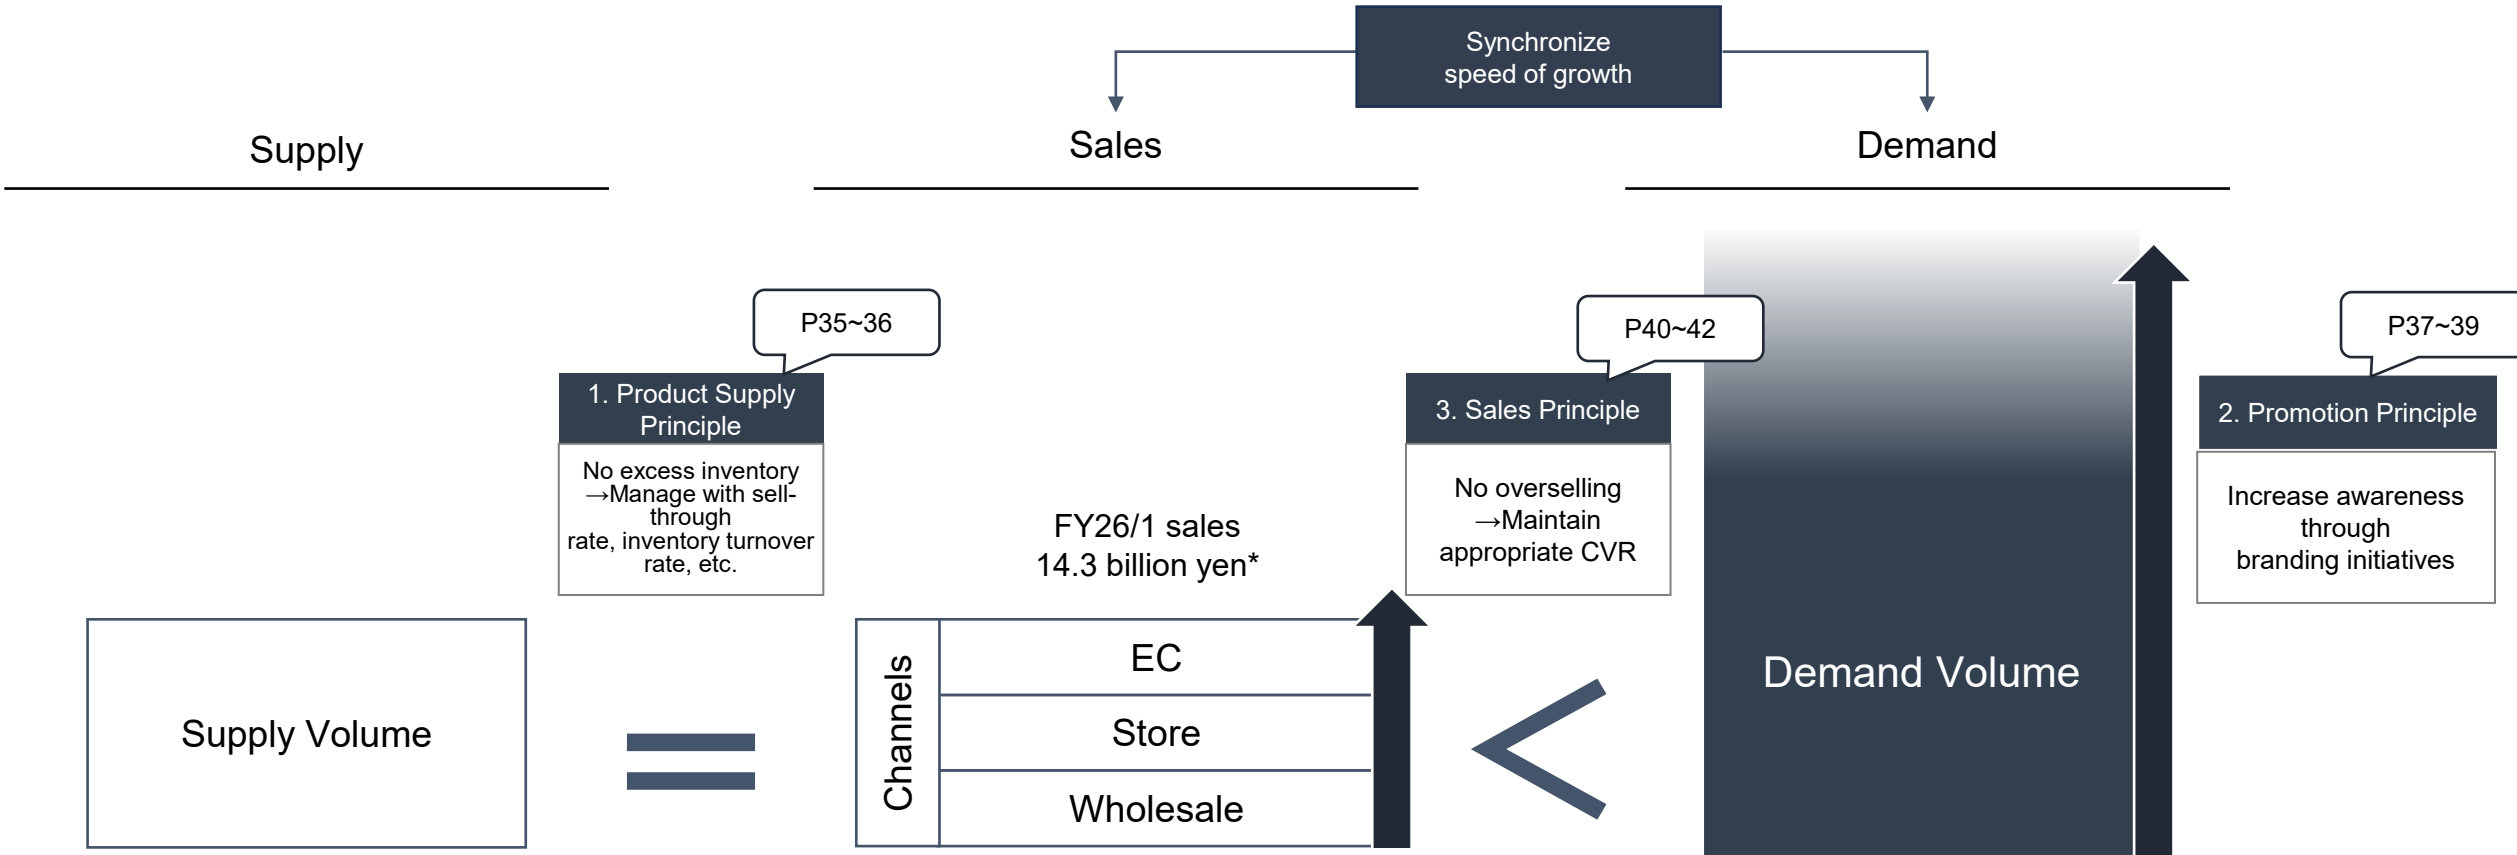 Synchronize
speed of growth
Supply
Sales
Demand
P35~36
1. Product Supply
Principle
No excess inventory
→Manage with sell-
through
rate, inventory turnover
rate, etc.
P40~42
3. Sales Principle
No overselling
→Maintain
appropriate CVR
P37~39
2. Promotion Principle
Increase awareness
through
branding initiatives
FY26/1 sales
14.3 billion yen*
Supply Volume
Channels
EC
Store
Wholesale
Demand Volume